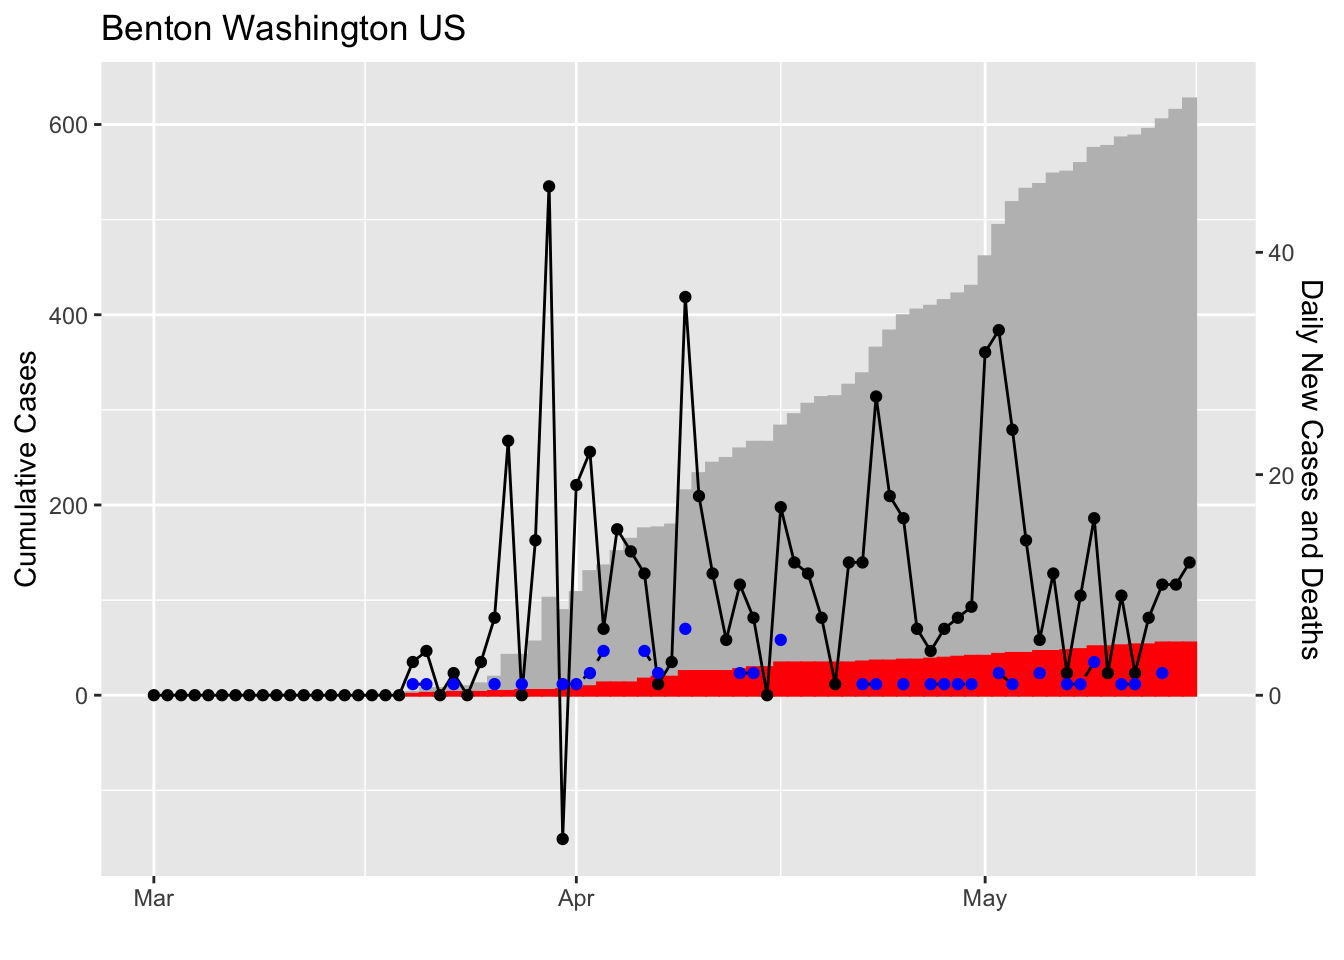 Benton Washington US
600
400
200
0
Cumulative Cases
40
20
0
Daily New Cases and Deaths
Mar
Apr
May